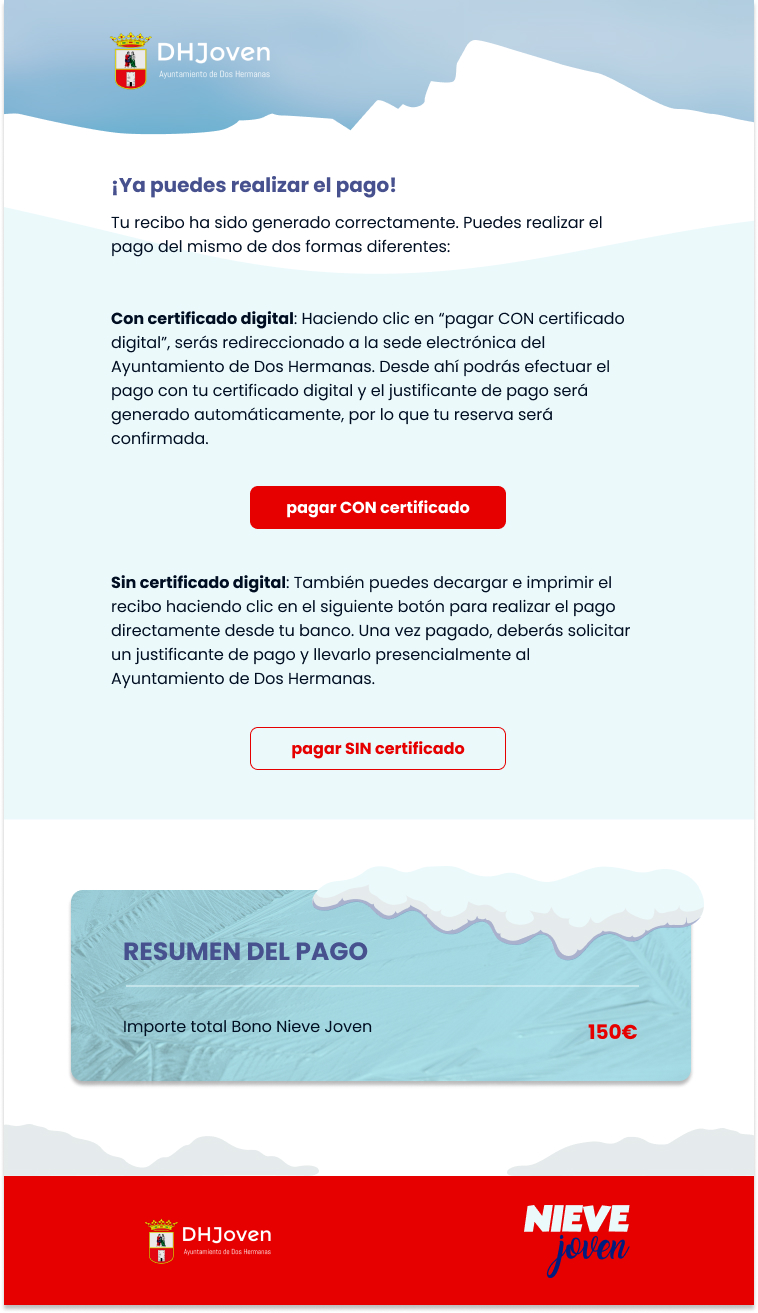 DHJoven
Ayuntamiento de Dos Hermanas
¡Ya puedes realizar el pago!
Tu recibo ha sido generado correctamente. Puedes realizar el
pago del mismo de dos formas diferentes:
Con certificado digital: Haciendo clic en “pagar CON certificado
digital”, serás redireccionado a la sede electrónica del
Ayuntamiento de Dos Hermanas. Desde ahí podrás efectuar el
pago con tu certificado digital y el justificante de pago será
generado automáticamente, por lo que tu reserva será
confirmada.
pagar CON certificado
Sin certificado digital: También puedes decargar e imprimir el
recibo haciendo clic en el siguiente botón para realizar el pago
directamente desde tu banco. Una vez pagado, deberás solicitar
un justificante de pago y llevarlo presencialmente al
Ayuntamiento de Dos Hermanas.
pagar SIN certificado
RESUMEN DEL PAGO
Importe total Bono Nieve Joven
150€
DHJoven
Ayuntamiento de Dos Hermanas
NIEVE
joven